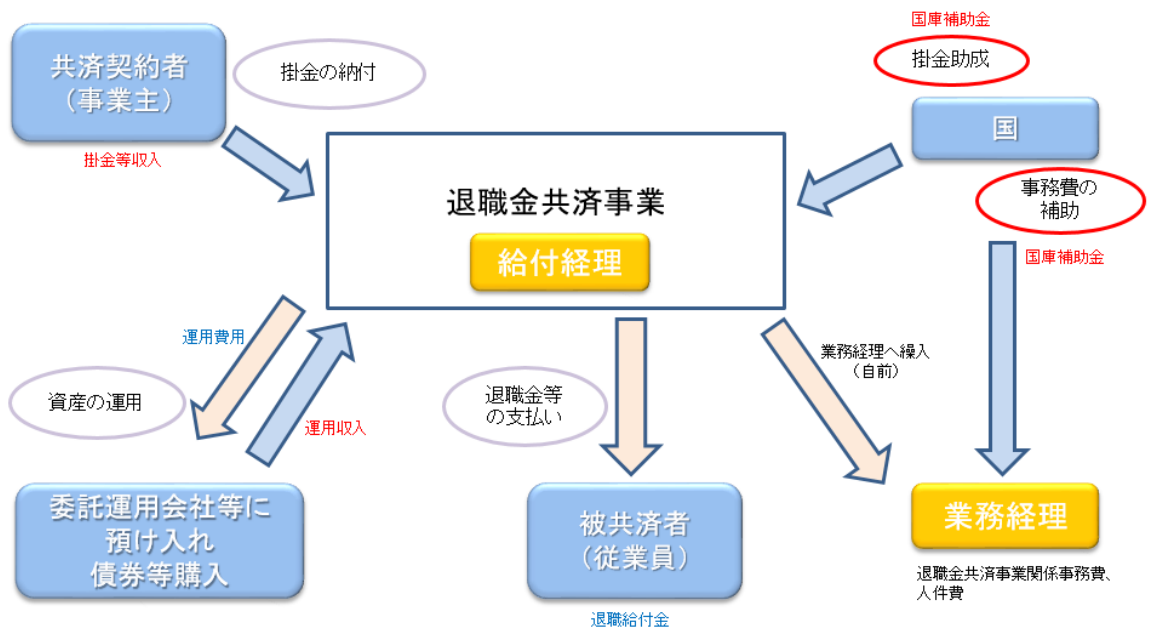 国庫補助金
掛金助成
共済契約者
（事業主）
掛金の納付
国
掛金等収入
事務費の
補助
退職金共済事業
給付経理
国庫補助金
運用費用
業務経理へ繰入
（自前）
資産の運用
退職金等
の支払い
運用収入
委託運用会社等に
預け入れ
債券等購入
被共済者
（従業員）
業務経理
退職金共済事業関係事務費、
人件費
退職給付金